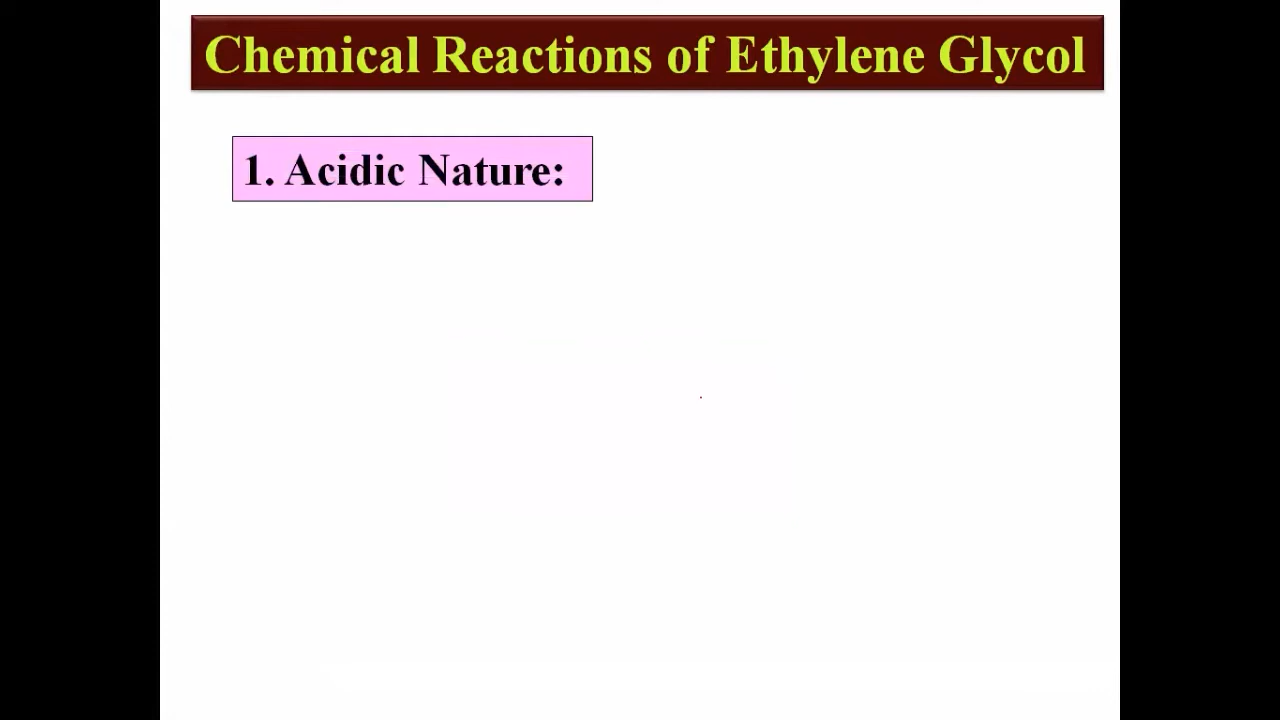 Chemical Reactions of Ethylene Glycol
1. Acidic Nature: